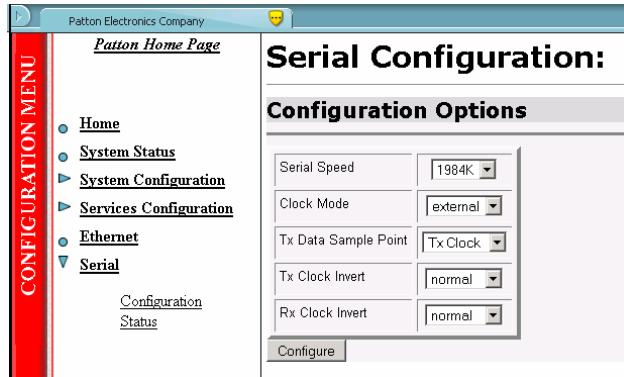 Patton Electronics Company
CONFIGURATION MENU
Patton Home Page
Home
System Status
System Configuration
Services Configuration
Ethernet
Serial
Configuration
Status
Serial Configuration:
Configuration Options
Serial Speed 1984K
Clock Mode external
Tx Data Sample Point Tx Clock
Tx Clock Invert normal
Rx Clock Invert normal
Configure